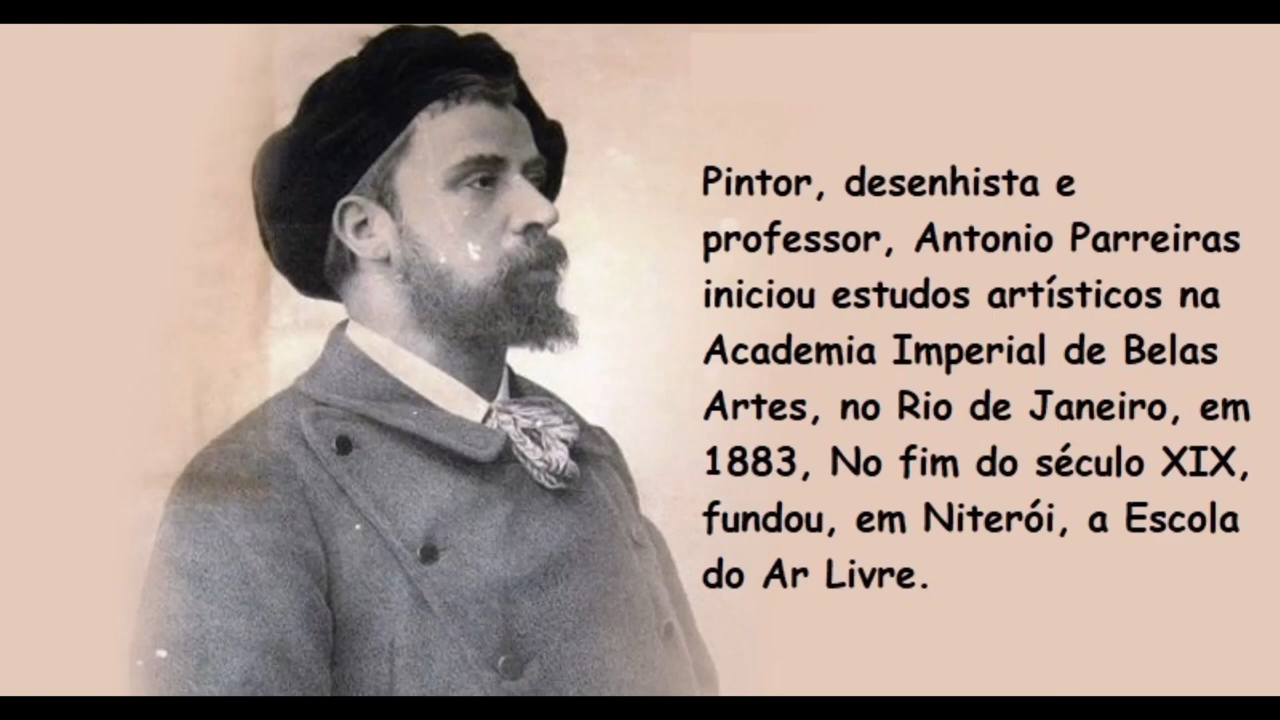 Pintor, desenhista e
professor, Antonio Parreiras
iniciou estudos artísticos na
Academia Imperial de Belas
Artes, no Rio de Janeiro, em
1883, No fim do século XIX,
fundou, em Niterói, a Escola
do Ar Livre.